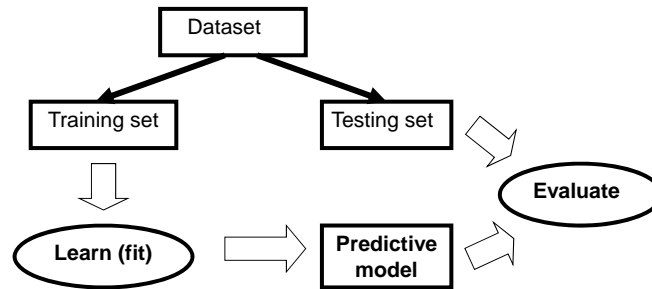 Dataset
Training set
Testing set
Evaluate
Learn (fit)
Predictive
model